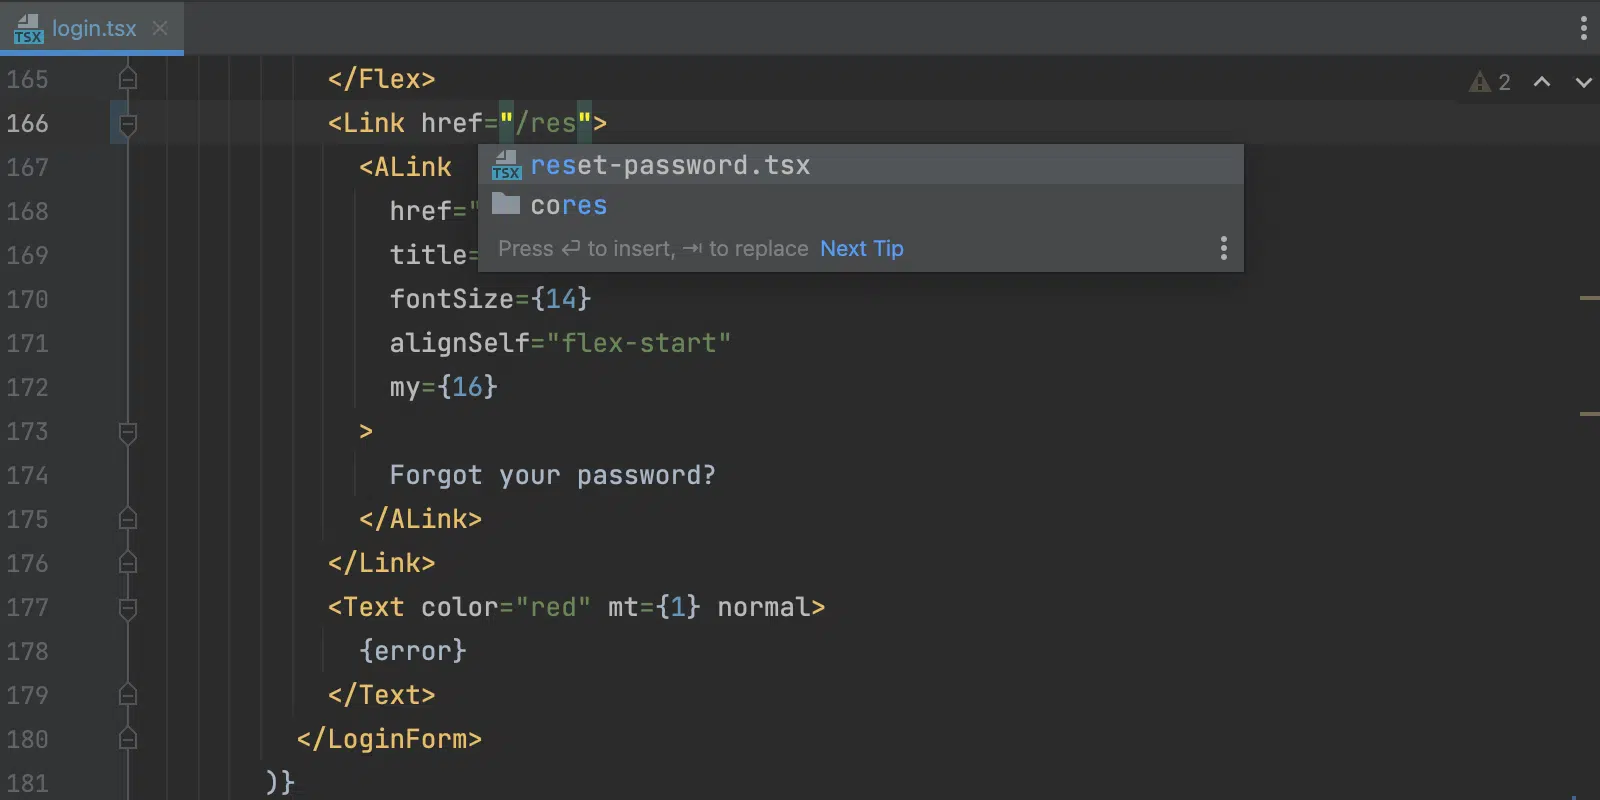 TSX login.tsx
2
165 </Flex>
166 <Link href="/res">
167 <ALink
TSX reset-password.tsx
168 href="
cores
169 title=
Press ↵ to insert, ⇥ to replace Next Tip
170 fontSize={14}
171 alignSelf="flex-start"
172 my={16}
173 >
174 Forgot your password?
175 </ALink>
176 </Link>
177 <Text color="red" mt={1} normal>
178 {error}
179 </Text>
180 </LoginForm>
181 )}